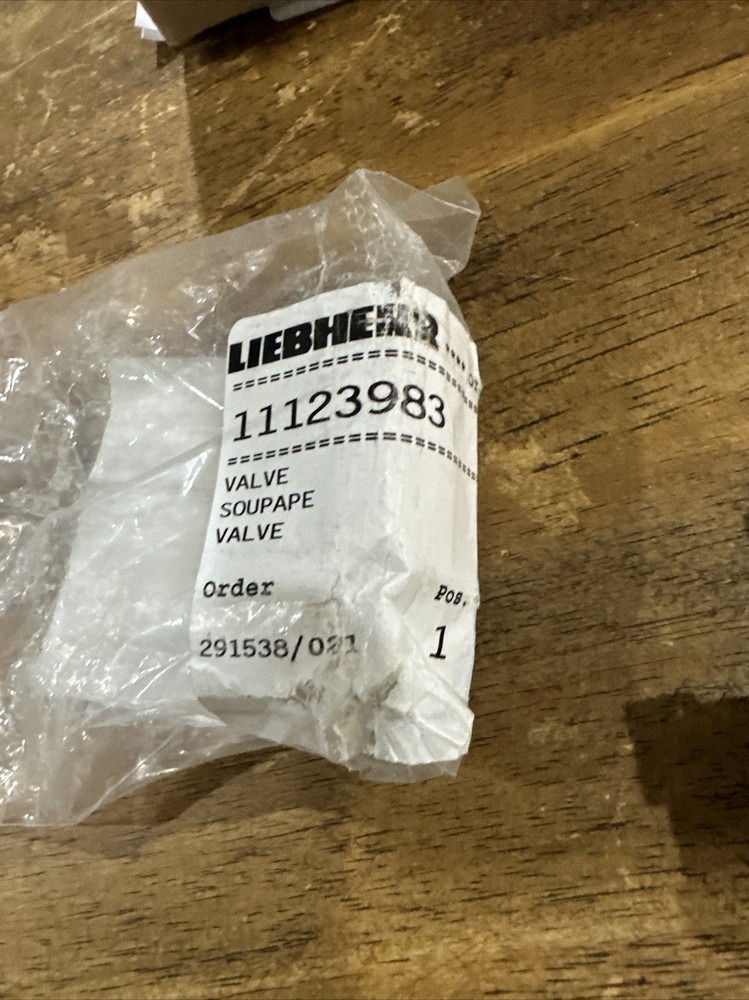 LIEBHERR
====================
11123983
====================
VALVE
SOUPAPE
VALVE
Order Pos.
291538/021 1